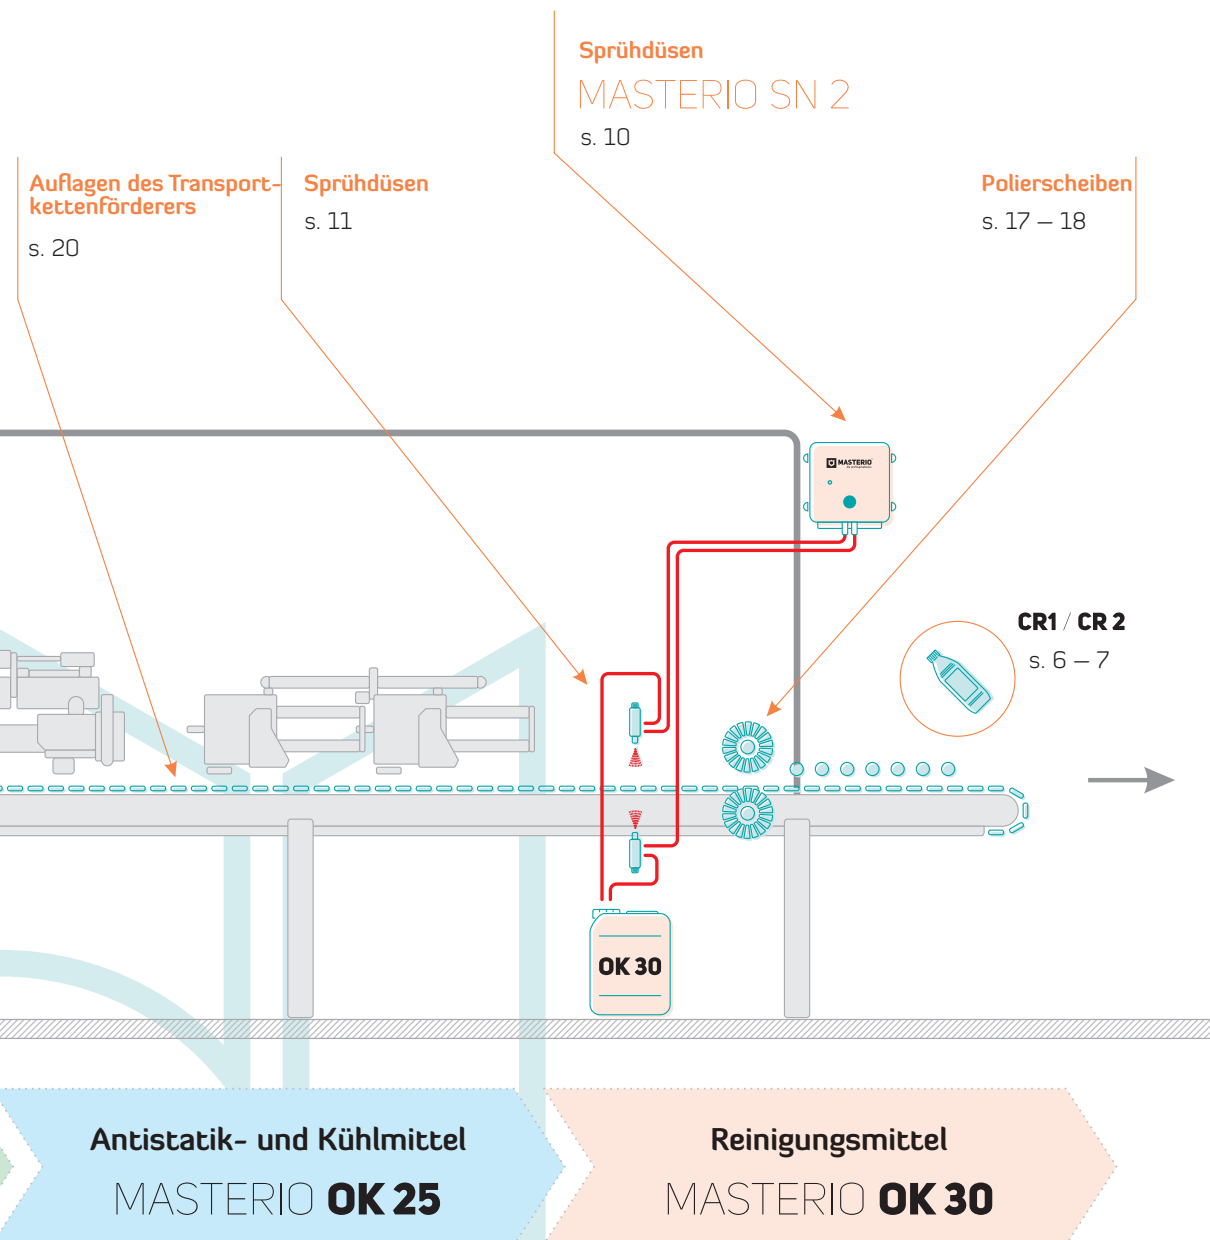 Sprühdüsen
MASTERIO SN 2
s. 10
Auflagen des Transport-
kettenförderers
s. 20
Sprühdüsen
s. 11
Polierscheiben
s. 17 – 18
MASTERIO
CR1 / CR 2
s. 6 – 7
OK 30
Antistatik- und Kühlmittel
MASTERIO OK 25
Reinigungsmittel
MASTERIO OK 30